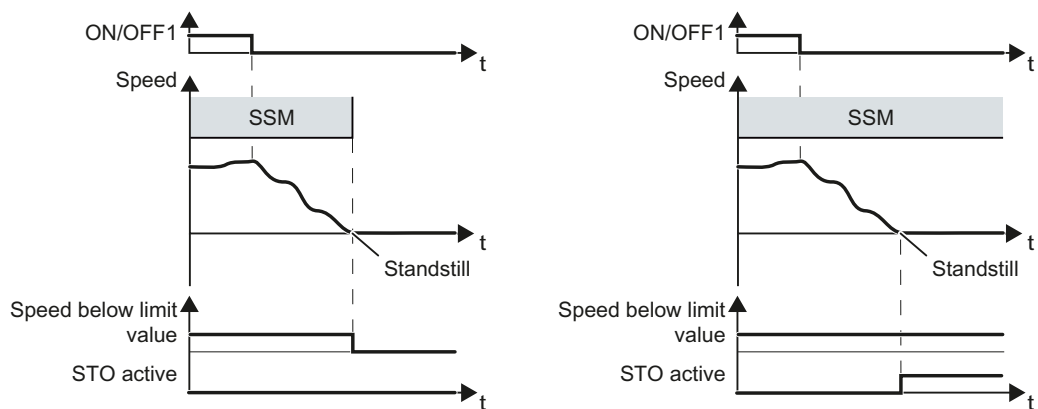 ON/OFF1
t
Speed
SSM
t
Standstill
Speed below limit
value
STO active
t
ON/OFF1
t
Speed
SSM
t
Standstill
Speed below limit
value
STO active
t